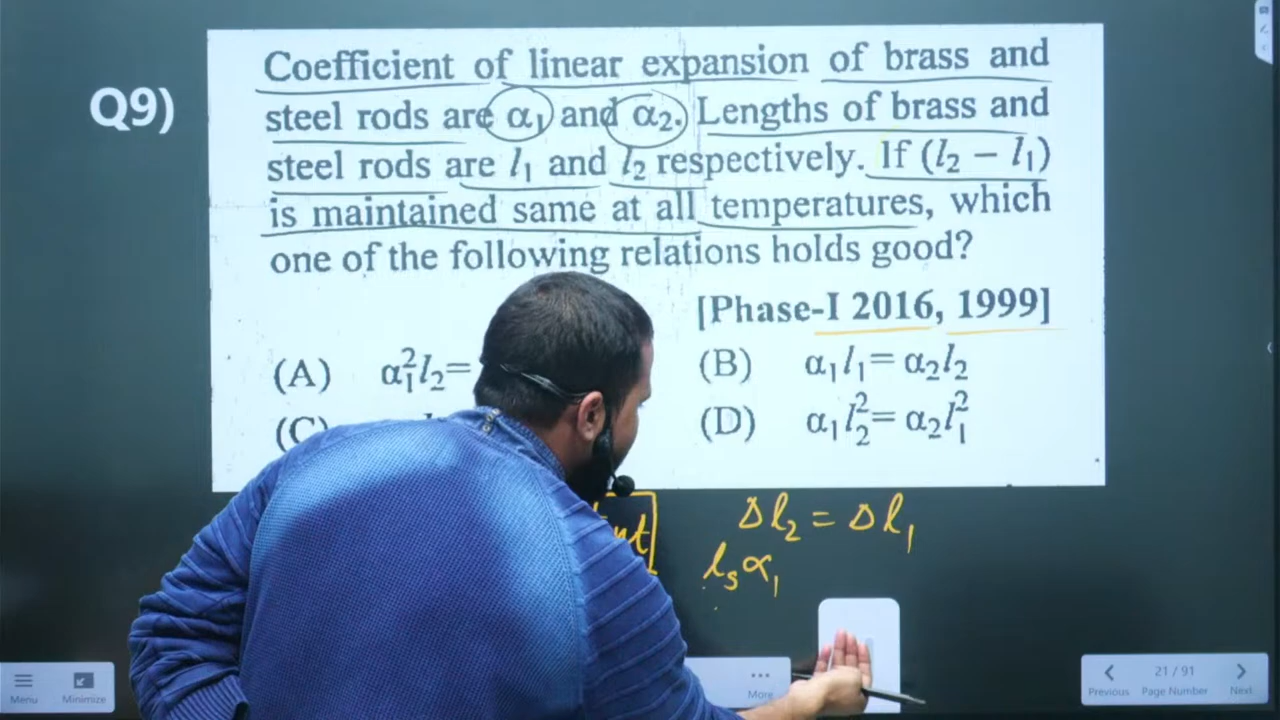 Q9)
Coefficient of linear expansion of brass and
steel rods are α₁ and α₂. Lengths of brass and
steel rods are l₁ and l₂ respectively. If (l₂ − l₁)
is maintained same at all temperatures, which
one of the following relations holds good?
[Phase-I 2016, 1999]
(A) α₁²l₂=
(B) α₁l₁= α₂l₂
(C)
(D) α₁l₂²= α₂l₁²
Δl₂ = Δl₁
lₛα₁
Menu
Minimize
More
Previous
21 / 91
Page Number
Next